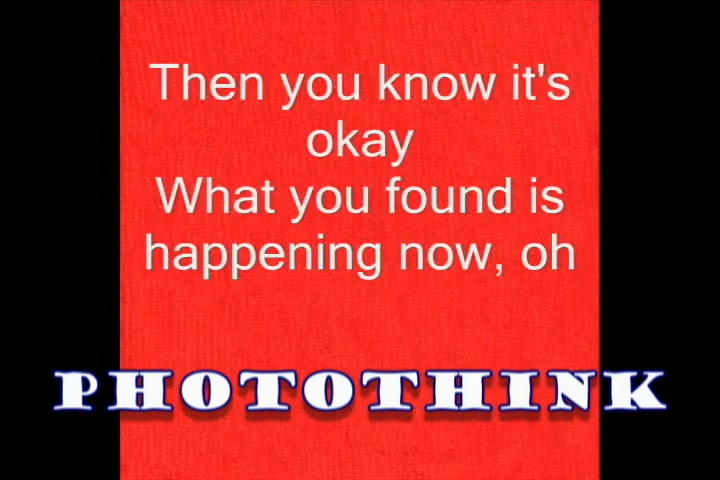 Then you know it's
okay
What you found is
happening now, oh
PHOTOTHINK